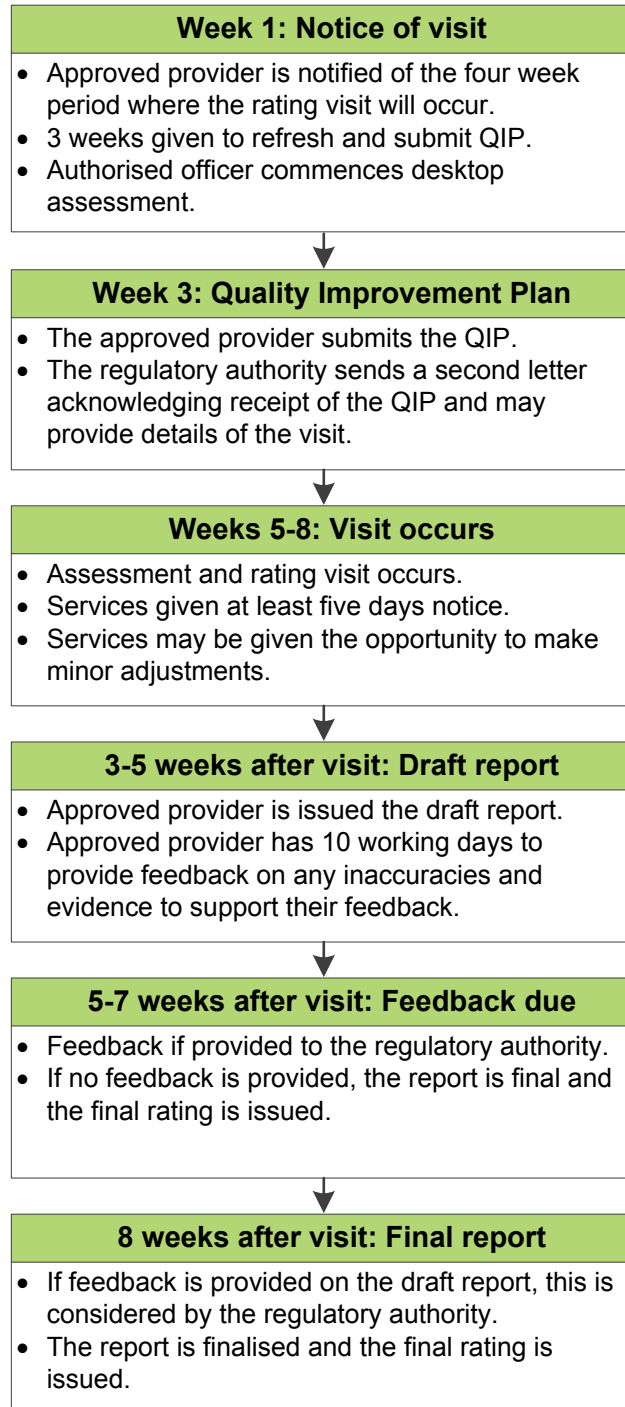 Week 1: Notice of visit
• Approved provider is notified of the four week
period where the rating visit will occur.
• 3 weeks given to refresh and submit QIP.
• Authorised officer commences desktop
assessment.
Week 3: Quality Improvement Plan
• The approved provider submits the QIP.
• The regulatory authority sends a second letter
acknowledging receipt of the QIP and may
provide details of the visit.
Weeks 5-8: Visit occurs
• Assessment and rating visit occurs.
• Services given at least five days notice.
• Services may be given the opportunity to make
minor adjustments.
3-5 weeks after visit: Draft report
• Approved provider is issued the draft report.
• Approved provider has 10 working days to
provide feedback on any inaccuracies and
evidence to support their feedback.
5-7 weeks after visit: Feedback due
• Feedback if provided to the regulatory authority.
• If no feedback is provided, the report is final and
the final rating is issued.
8 weeks after visit: Final report
• If feedback is provided on the draft report, this is
considered by the regulatory authority.
• The report is finalised and the final rating is
issued.